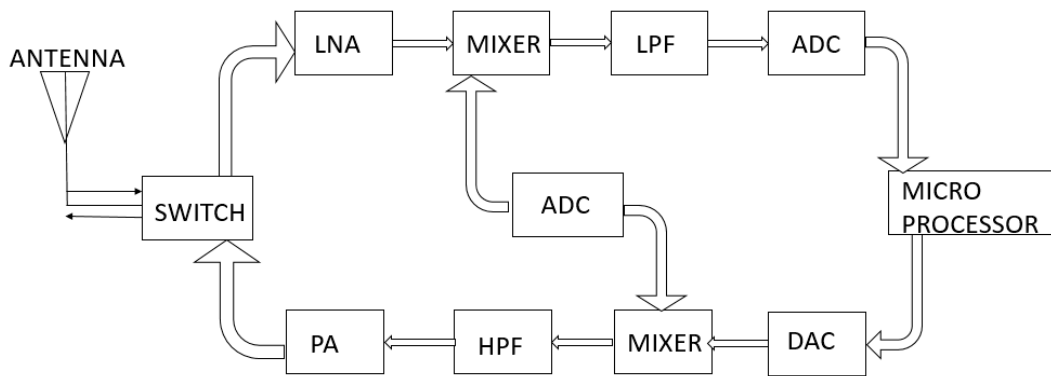 LNA
MIXER
LPF
ADC
ANTENNA
SWITCH
ADC
MICRO
PROCESSOR
PA
HPF
MIXER
DAC